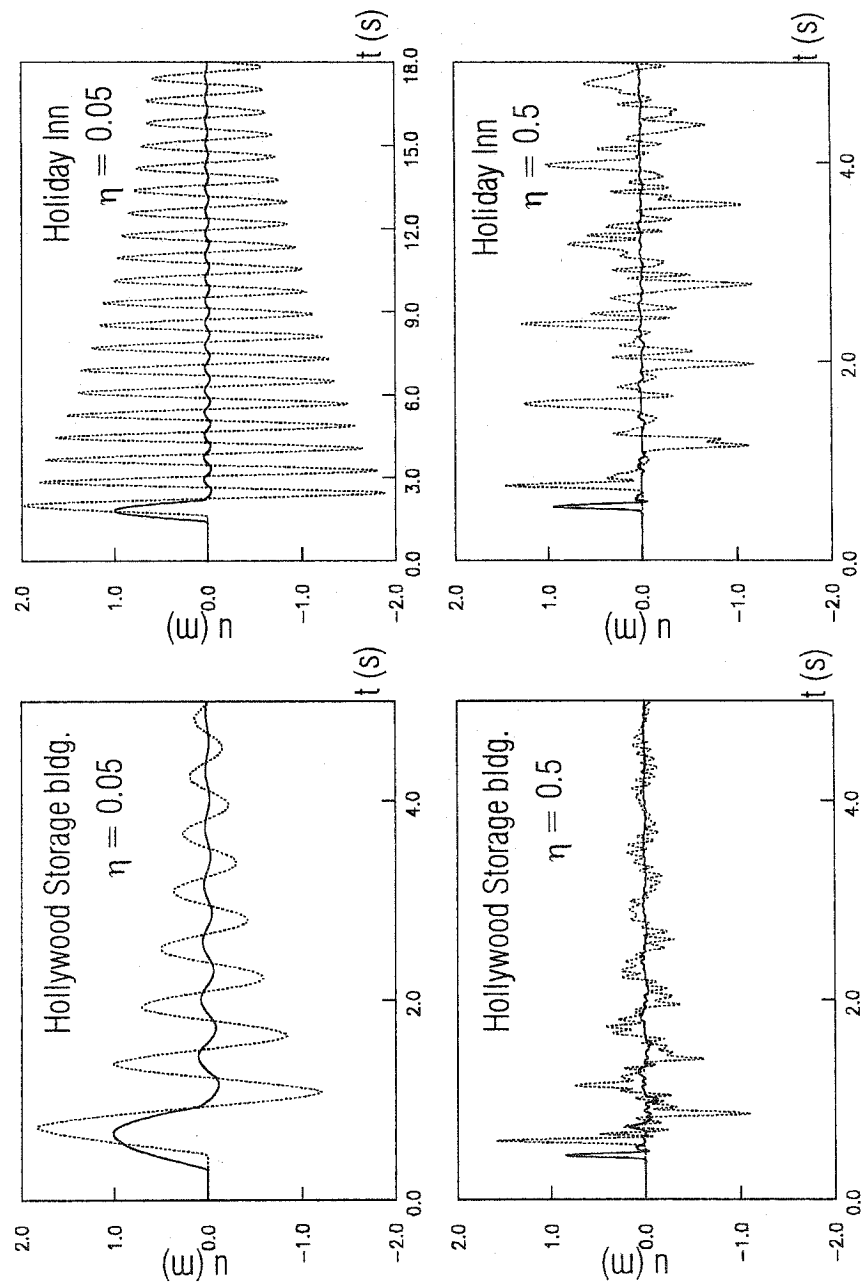 Hollywood Storage bldg.
η = 0.05
2.0
1.0
0.0
-1.0
-2.0
u (m)
0.0
2.0
4.0
t (s)
Holiday Inn
η = 0.05
2.0
1.0
0.0
-1.0
-2.0
u (m)
0.0
3.0
6.0
9.0
12.0
15.0
18.0
t (s)
Hollywood Storage bldg.
η = 0.5
2.0
1.0
0.0
-1.0
-2.0
u (m)
0.0
2.0
4.0
t (s)
Holiday Inn
η = 0.5
2.0
1.0
0.0
-1.0
-2.0
u (m)
0.0
2.0
4.0
t (s)